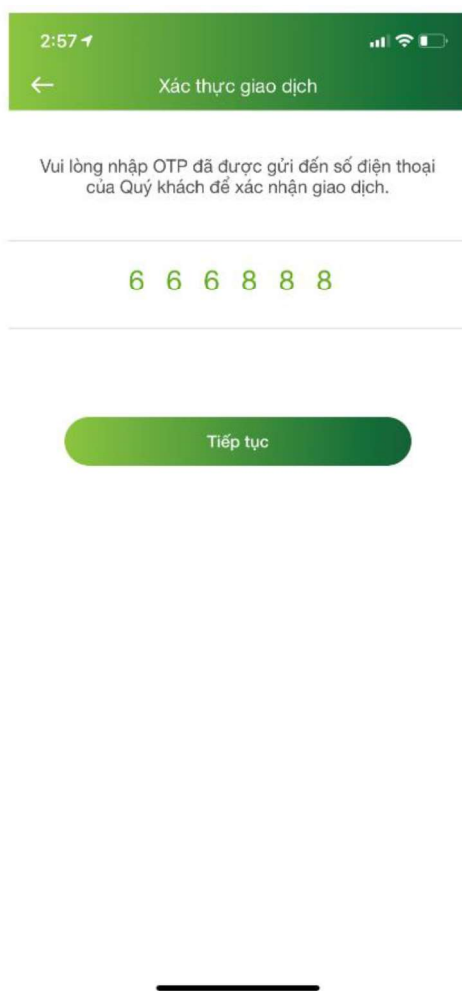 2:57
Xác thực giao dịch
Vui lòng nhập OTP đã được gửi đến số điện thoại
của Quý khách để xác nhận giao dịch.
6 6 6 8 8 8
Tiếp tục